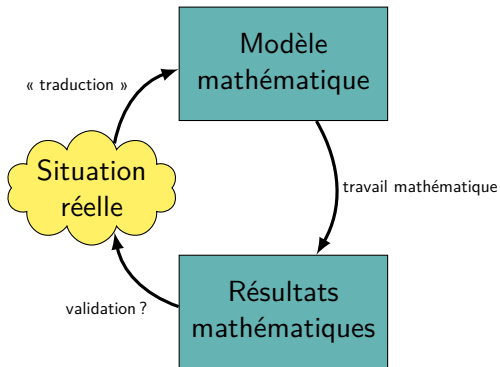 Modèle
mathématique
« traduction »
Situation
réelle
travail mathématique
Résultats
mathématiques
validation ?